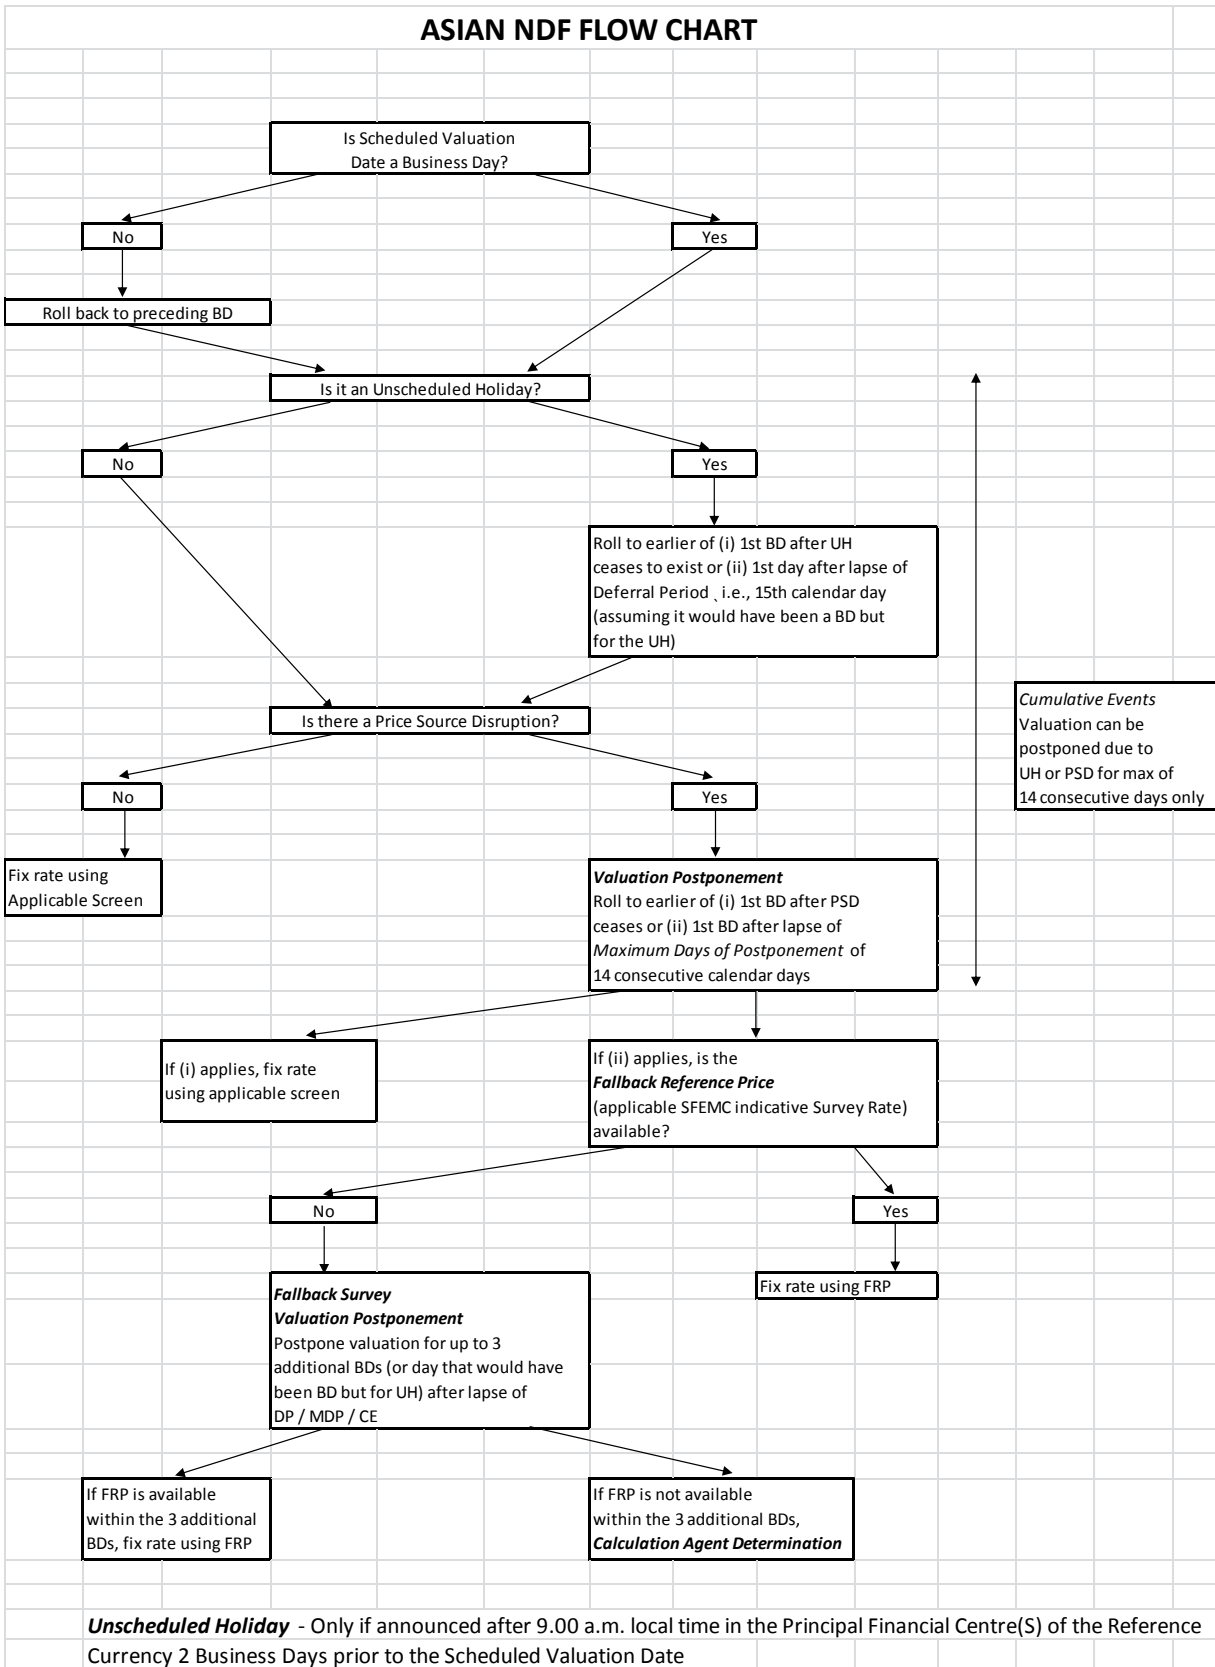 ASIAN NDF FLOW CHART
Is Scheduled Valuation
Date a Business Day?
No
Yes
Roll back to preceding BD
Is it an Unscheduled Holiday?
No
Yes
Roll to earlier of (i) 1st BD after UH
ceases to exist or (ii) 1st day after lapse of
Deferral Period , i.e., 15th calendar day
(assuming it would have been a BD but
for the UH)
Is there a Price Source Disruption?
Cumulative Events
Valuation can be
postponed due to
UH or PSD for max of
14 consecutive days only
No
Yes
Fix rate using
Applicable Screen
Valuation Postponement
Roll to earlier of (i) 1st BD after PSD
ceases or (ii) 1st BD after lapse of
Maximum Days of Postponement of
14 consecutive calendar days
If (i) applies, fix rate
using applicable screen
If (ii) applies, is the
Fallback Reference Price
(applicable SFEMC indicative Survey Rate)
available?
No
Yes
Fallback Survey
Valuation Postponement
Postpone valuation for up to 3
additional BDs (or day that would have
been BD but for UH) after lapse of
DP / MDP / CE
Fix rate using FRP
If FRP is available
within the 3 additional
BDs, fix rate using FRP
If FRP is not available
within the 3 additional BDs,
Calculation Agent Determination
Unscheduled Holiday - Only if announced after 9.00 a.m. local time in the Principal Financial Centre(S) of the Reference
Currency 2 Business Days prior to the Scheduled Valuation Date